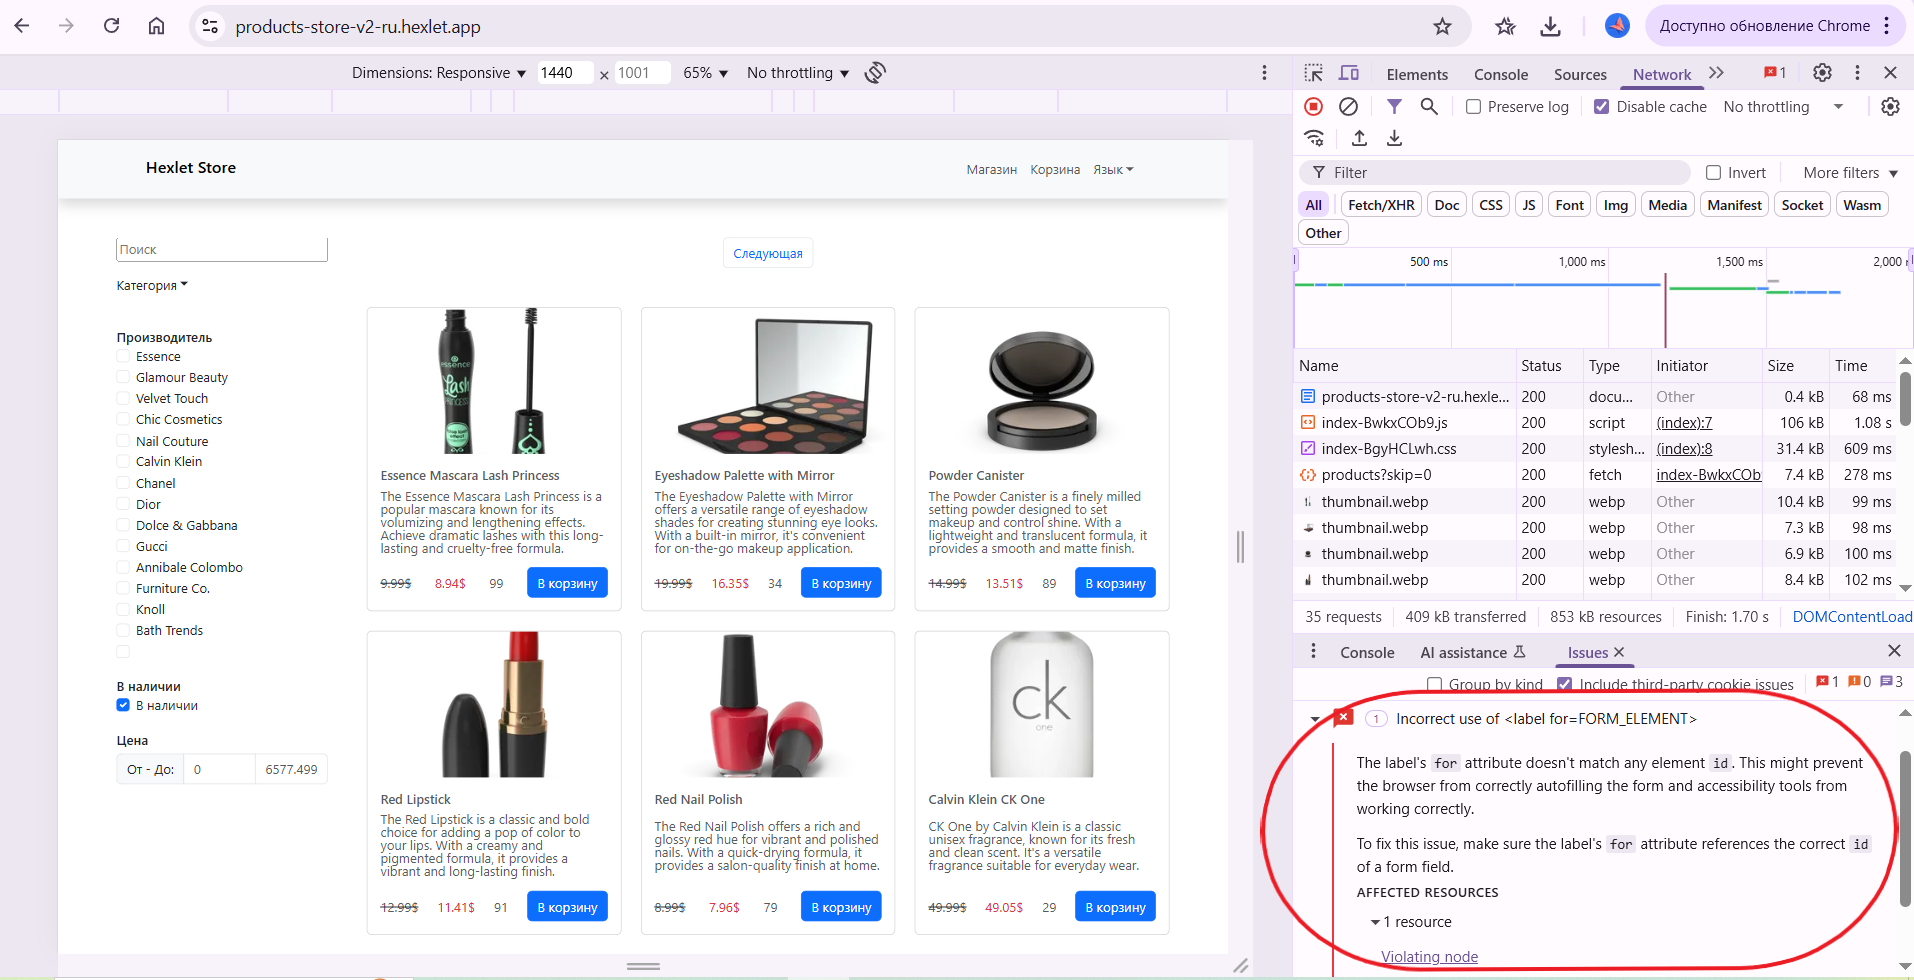 products-store-v2-ru.hexlet.app
Доступно обновление Chrome
Dimensions: Responsive 1440 × 1001 65% No throttling
Elements Console Sources Network 1
Preserve log Disable cache No throttling
Filter Invert More filters
All Fetch/XHR Doc CSS JS Font Img Media Manifest Socket Wasm
Other
500 ms 1,000 ms 1,500 ms 2,000
Name Status Type Initiator Size Time
products-store-v2-ru.hexle... 200 docu... Other 0.4 kB 68 ms
index-BwkxCOb9.js 200 script (index):7 106 kB 1.08 s
index-BgyHCLwh.css 200 stylesh... (index):8 31.4 kB 609 ms
products?skip=0 200 fetch index-BwkxCOb 7.4 kB 278 ms
thumbnail.webp 200 webp Other 10.4 kB 99 ms
thumbnail.webp 200 webp Other 7.3 kB 98 ms
thumbnail.webp 200 webp Other 6.9 kB 100 ms
thumbnail.webp 200 webp Other 8.4 kB 102 ms
35 requests 409 kB transferred 853 kB resources Finish: 1.70 s DOMContentLoad
Console AI assistance Issues
Group by kind Include third-party cookie issues 1 0 3
1 Incorrect use of <label for=FORM_ELEMENT>
The label's for attribute doesn't match any element id. This might prevent
the browser from correctly autofilling the form and accessibility tools from
working correctly.
To fix this issue, make sure the label's for attribute references the correct id
of a form field.
AFFECTED RESOURCES
1 resource
Violating node
Hexlet Store
Магазин Корзина Язык
Поиск
Категория
Производитель
Essence
Glamour Beauty
Velvet Touch
Chic Cosmetics
Nail Couture
Calvin Klein
Chanel
Dior
Dolce & Gabbana
Gucci
Annibale Colombo
Furniture Co.
Knoll
Bath Trends
В наличии
В наличии
Цена
От - До: 0 6577.499
Следующая
essence
Lash
PRINCESS
Essence Mascara Lash Princess
The Essence Mascara Lash Princess is a
popular mascara known for its
volumizing and lengthening effects.
Achieve dramatic lashes with this long-
lasting and cruelty-free formula.
9.99$ 8.94$ 99 В корзину
Eyeshadow Palette with Mirror
The Eyeshadow Palette with Mirror
offers a versatile range of eyeshadow
shades for creating stunning eye looks.
With a built-in mirror, it's convenient
for on-the-go makeup application.
19.99$ 16.35$ 34 В корзину
Powder Canister
The Powder Canister is a finely milled
setting powder designed to set
makeup and control shine. With a
lightweight and translucent formula, it
provides a smooth and matte finish.
14.99$ 13.51$ 89 В корзину
Red Lipstick
The Red Lipstick is a classic and bold
choice for adding a pop of color to
your lips. With a creamy and
pigmented formula, it provides a
vibrant and long-lasting finish.
12.99$ 11.41$ 91 В корзину
Red Nail Polish
The Red Nail Polish offers a rich and
glossy red hue for vibrant and polished
nails. With a quick-drying formula, it
provides a salon-quality finish at home.
8.99$ 7.96$ 79 В корзину
ck
one
Calvin Klein CK One
CK One by Calvin Klein is a classic
unisex fragrance, known for its fresh
and clean scent. It's a versatile
fragrance suitable for everyday wear.
49.99$ 49.05$ 29 В корзину